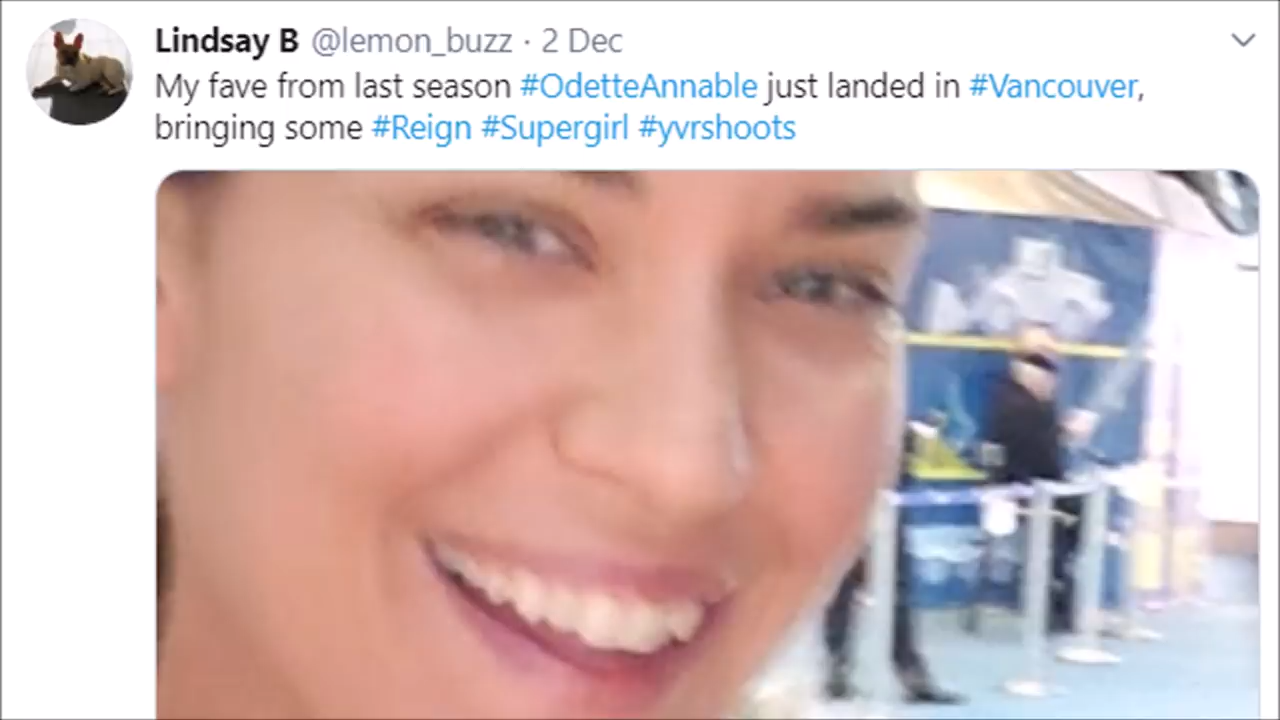 Lindsay B @lemon_buzz · 2 Dec
My fave from last season #OdetteAnnable just landed in #Vancouver,
bringing some #Reign #Supergirl #yvrshoots